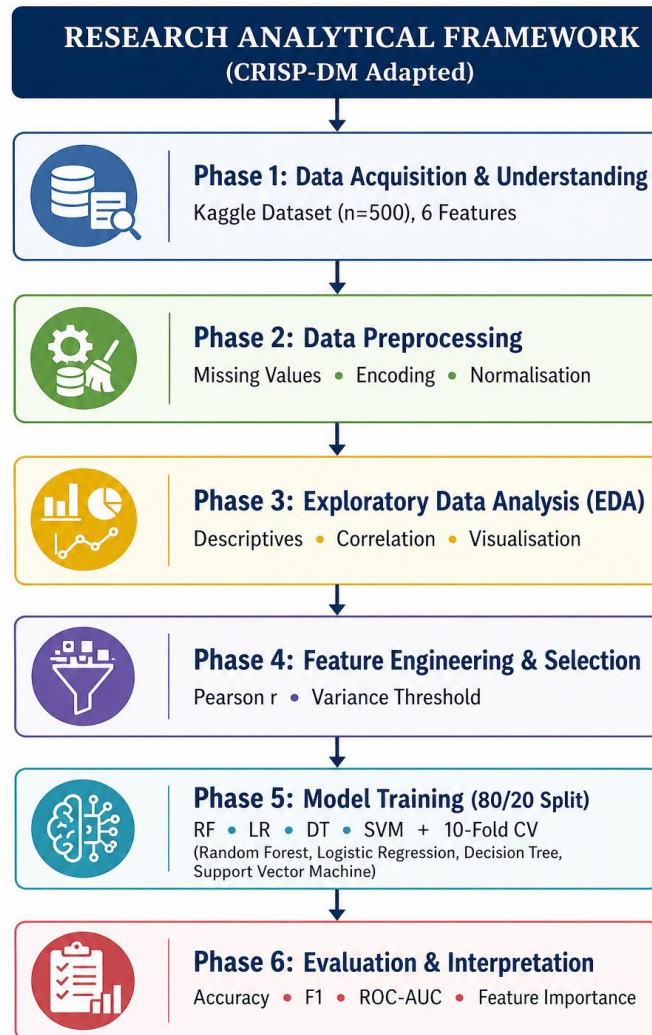 RESEARCH ANALYTICAL FRAMEWORK
(CRISP-DM Adapted)
Phase 1: Data Acquisition & Understanding
Kaggle Dataset (n=500), 6 Features
Phase 2: Data Preprocessing
Missing Values • Encoding • Normalisation
Phase 3: Exploratory Data Analysis (EDA)
Descriptives • Correlation • Visualisation
Phase 4: Feature Engineering & Selection
Pearson r • Variance Threshold
Phase 5: Model Training (80/20 Split)
RF • LR • DT • SVM + 10-Fold CV
(Random Forest, Logistic Regression, Decision Tree,
Support Vector Machine)
Phase 6: Evaluation & Interpretation
Accuracy • F1 • ROC-AUC • Feature Importance